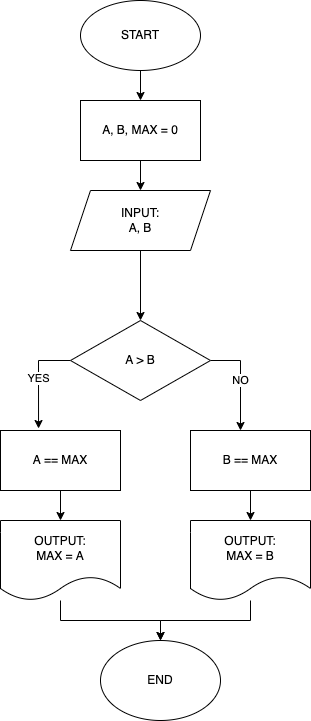 START
A, B, MAX = 0
INPUT:
A, B
A > B
YES
NO
A == MAX
B == MAX
OUTPUT:
MAX = A
OUTPUT:
MAX = B
END